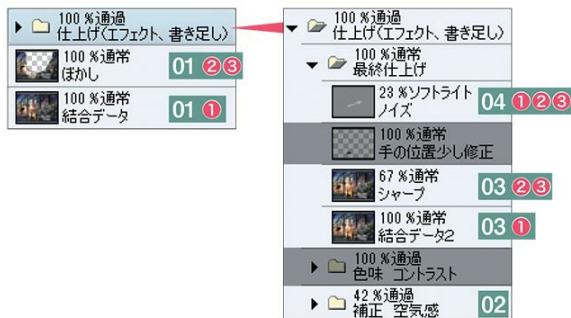 100 %通過
仕上げ(エフェクト、書き足し)
100 %通常
ぼかし
01 ❷❸
100 %通常
結合データ
01 ❶
100 %通過
仕上げ(エフェクト、書き足し)
100 %通常
最終仕上げ
23 %ソフトライト
ノイズ
04 ❶❷❸
100 %通常
手の位置少し修正
67 %通常
シャープ
03 ❷❸
100 %通常
結合データ2
03 ❶
100 %通過
色味 コントラスト
42 %通過
補正 空気感
02